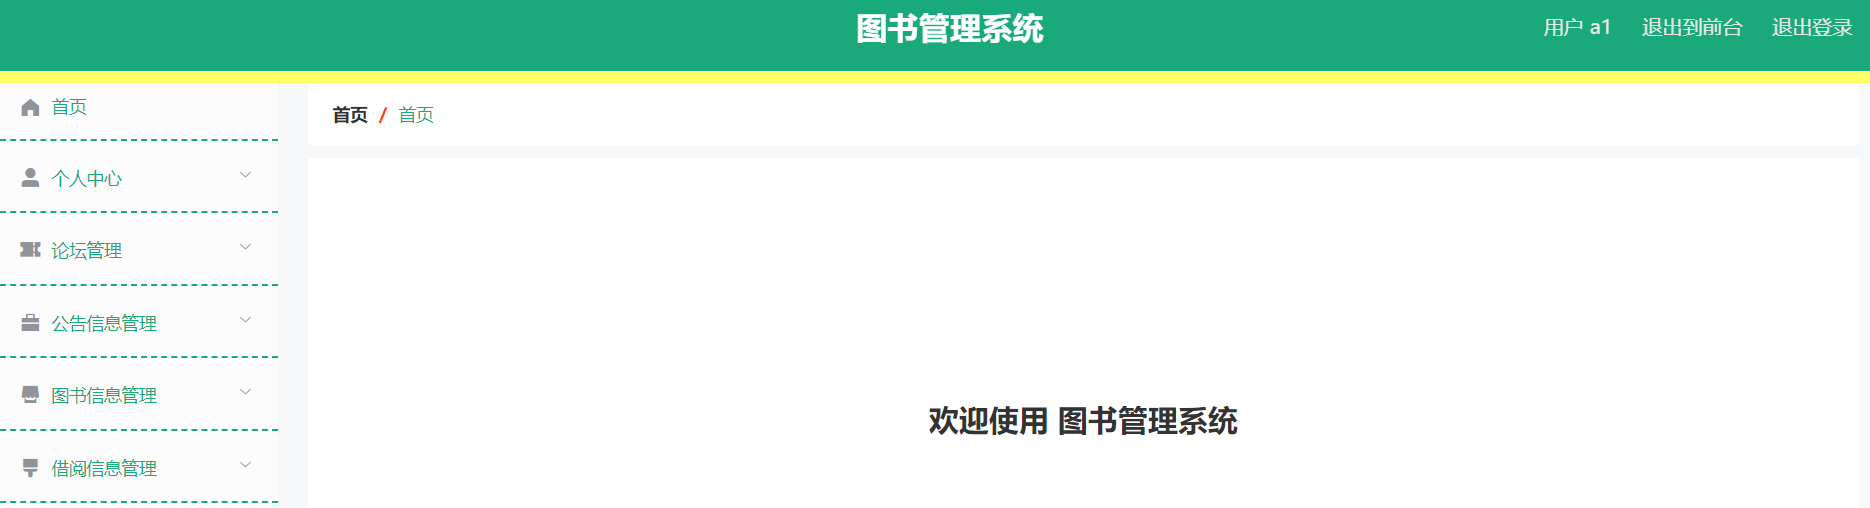 图书管理系统
用户 a1 退出到前台 退出登录
首页
个人中心
论坛管理
公告信息管理
图书信息管理
借阅信息管理
首页 / 首页
欢迎使用 图书管理系统